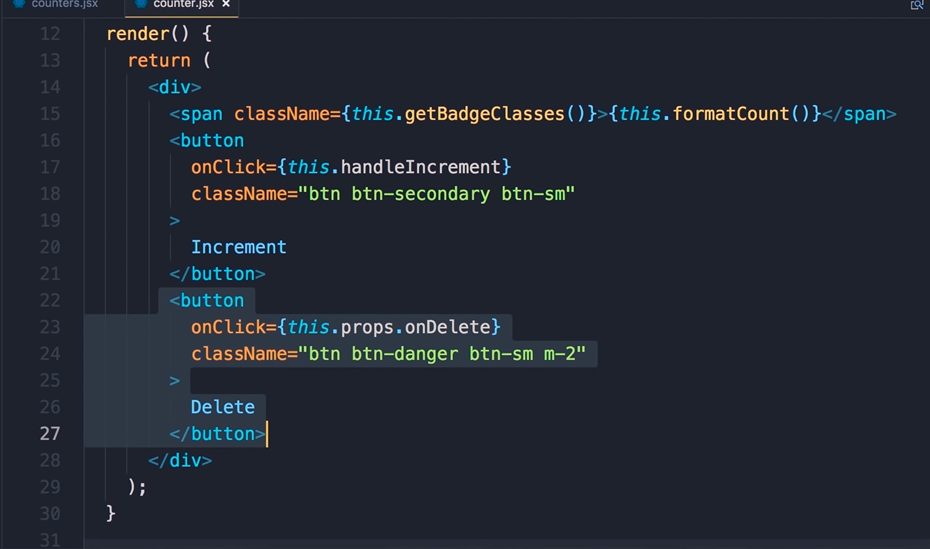 counters.jsx counter.jsx ×
12 render() {
13 return (
14 <div>
15 <span className={this.getBadgeClasses()}>{this.formatCount()}</span>
16 <button
17 onClick={this.handleIncrement}
18 className="btn btn-secondary btn-sm"
19 >
20 Increment
21 </button>
22 <button
23 onClick={this.props.onDelete}
24 className="btn btn-danger btn-sm m-2"
25 >
26 Delete
27 </button>
28 </div>
29 );
30 }
31